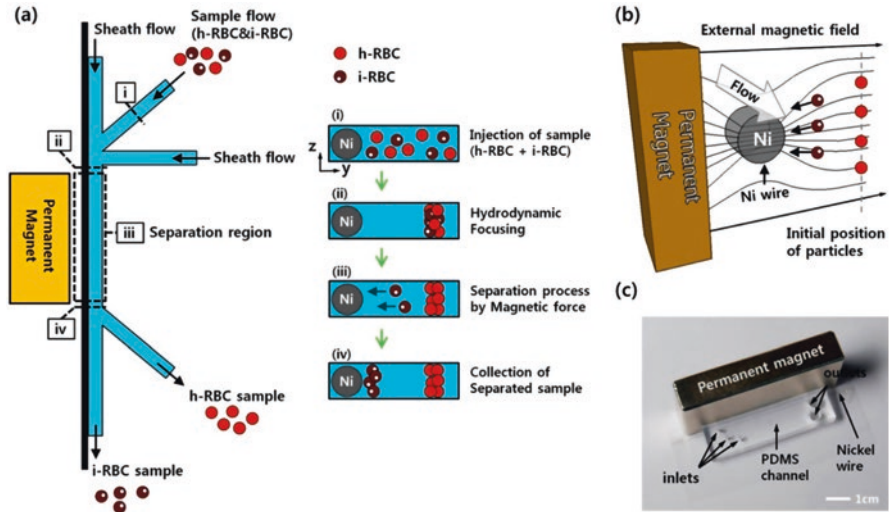 (a)
Sample flow
(h-RBC&i-RBC)
Sheath flow
i
ii
Sheath flow
Permanent
Magnet
iii
Separation region
iv
h-RBC sample
i-RBC sample
h-RBC
i-RBC
(i)
Ni
z
y
Injection of sample
(h-RBC + i-RBC)
(ii)
Ni
Hydrodynamic
Focusing
(iii)
Ni
Separation process
by Magnetic force
(iv)
Ni
Collection of
Separated sample
(b)
External magnetic field
Permanent
Magnet
Flow
Ni
Ni wire
Initial position
of particles
(c)
Permanent magnet
outlets
inlets
PDMS
channel
Nickel
wire
1cm